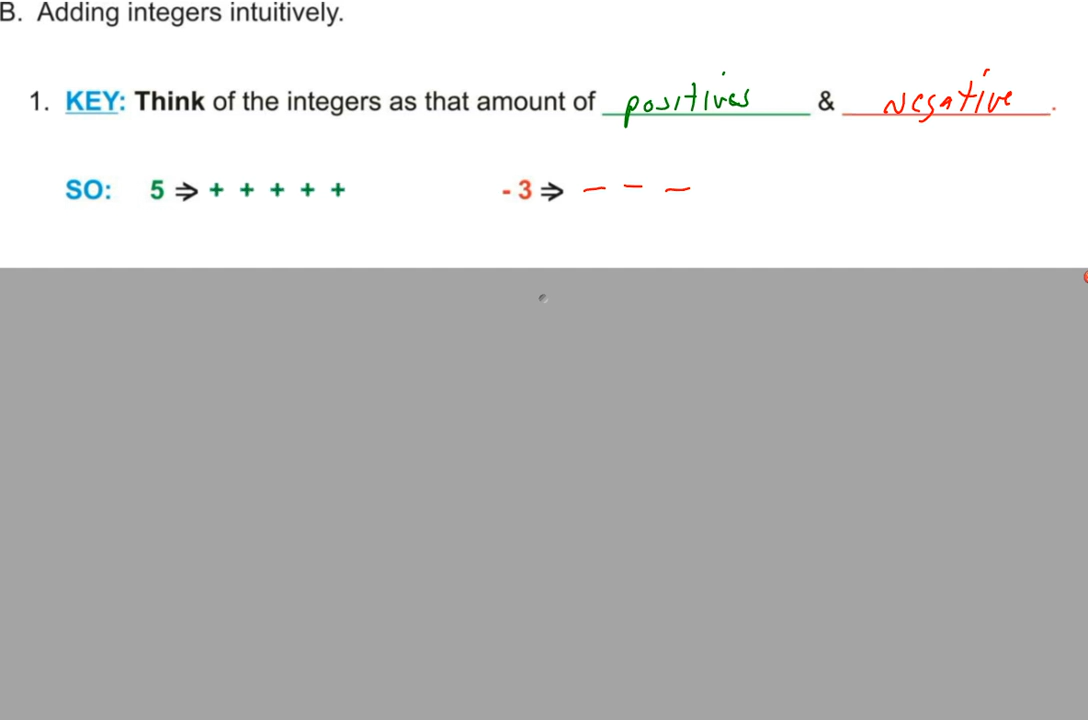 B. Adding integers intuitively.
1. KEY: Think of the integers as that amount of positives & Negative.
SO: 5 ⇒ + + + + + - 3 ⇒ - - -